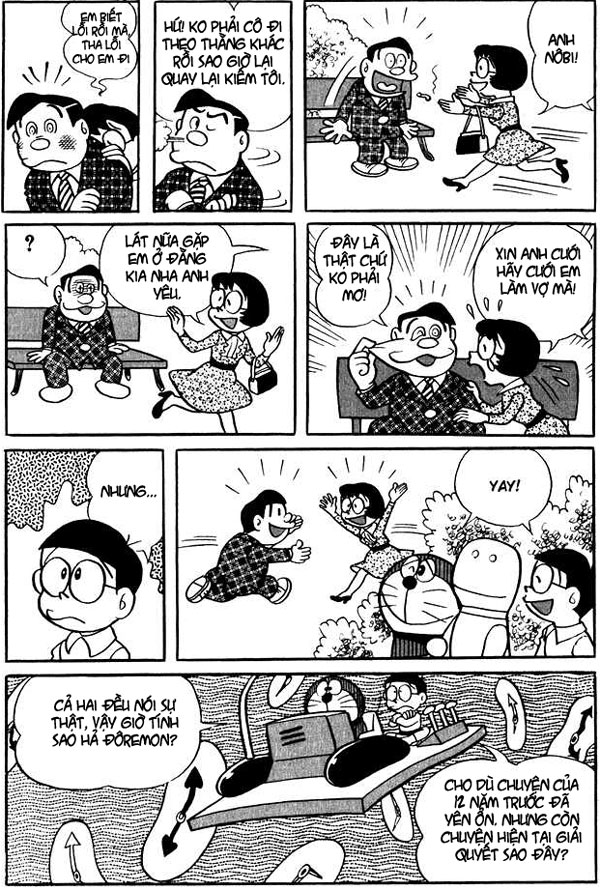 ANH
NÔBI!
HỨ! KO PHẢI CÔ ĐI
THEO THẰNG KHÁC
RỒI SAO GIỜ LẠI
QUAY LẠI KIẾM TÔI.
EM BIẾT
LỖI RỒI MÀ,
THA LỖI
CHO EM ĐI
XIN ANH CƯỚI
HÃY CƯỚI EM
LÀM VỢ MÀ!
ĐÂY LÀ
THẬT CHỨ
KO PHẢI
MƠ!
LÁT NỮA GẶP
EM Ở ĐẰNG
KIA NHA ANH
YÊU.
?
YAY!
NHƯNG...
CẢ HAI ĐỀU NÓI SỰ
THẬT, VẬY GIỜ TÍNH
SAO HẢ ĐÔREMON?
CHO DÙ CHUYỆN CỦA
12 NĂM TRƯỚC ĐÃ
YÊN ỔN. NHƯNG CÒN
CHUYỆN HIỆN TẠI GIẢI
QUYẾT SAO ĐÂY?